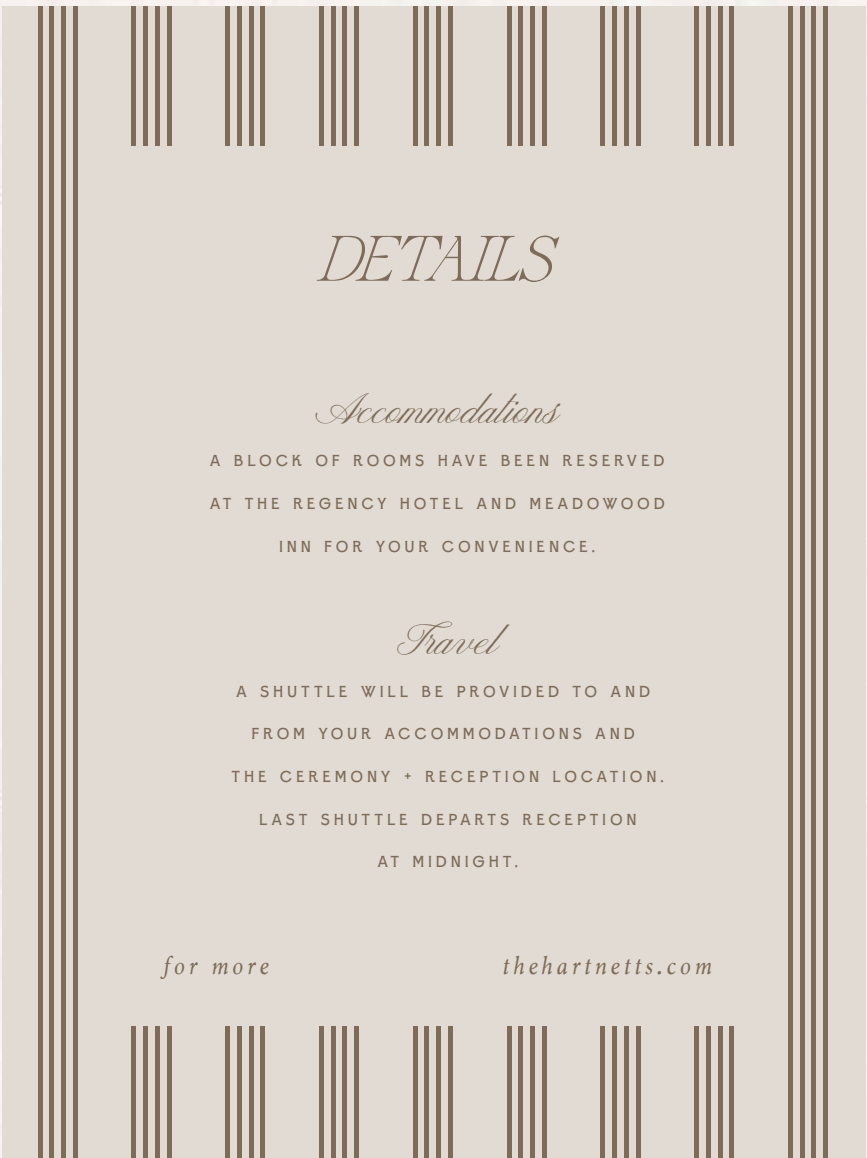 DETAILS
Accommodations
A BLOCK OF ROOMS HAVE BEEN RESERVED
AT THE REGENCY HOTEL AND MEADOWOOD
INN FOR YOUR CONVENIENCE.
Travel
A SHUTTLE WILL BE PROVIDED TO AND
FROM YOUR ACCOMMODATIONS AND
THE CEREMONY + RECEPTION LOCATION.
LAST SHUTTLE DEPARTS RECEPTION
AT MIDNIGHT.
for more thehartnetts.com